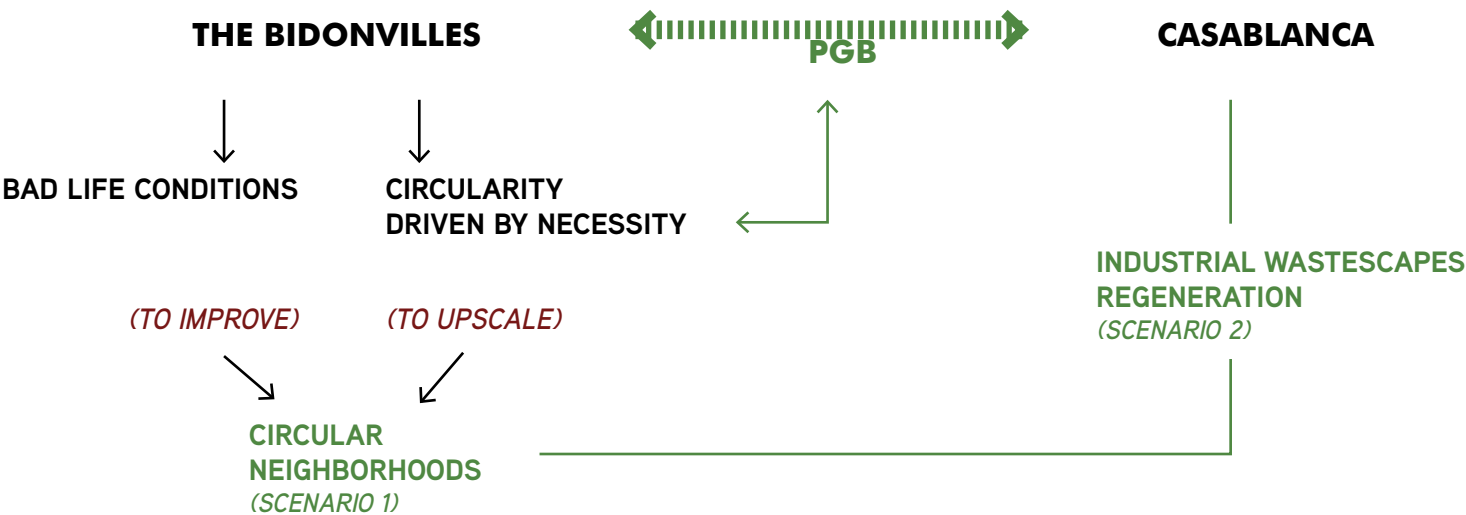 THE BIDONVILLES
PGB
CASABLANCA
BAD LIFE CONDITIONS
CIRCULARITY
DRIVEN BY NECESSITY
INDUSTRIAL WASTESCAPES
REGENERATION
(SCENARIO 2)
(TO IMPROVE)
(TO UPSCALE)
CIRCULAR
NEIGHBORHOODS
(SCENARIO 1)